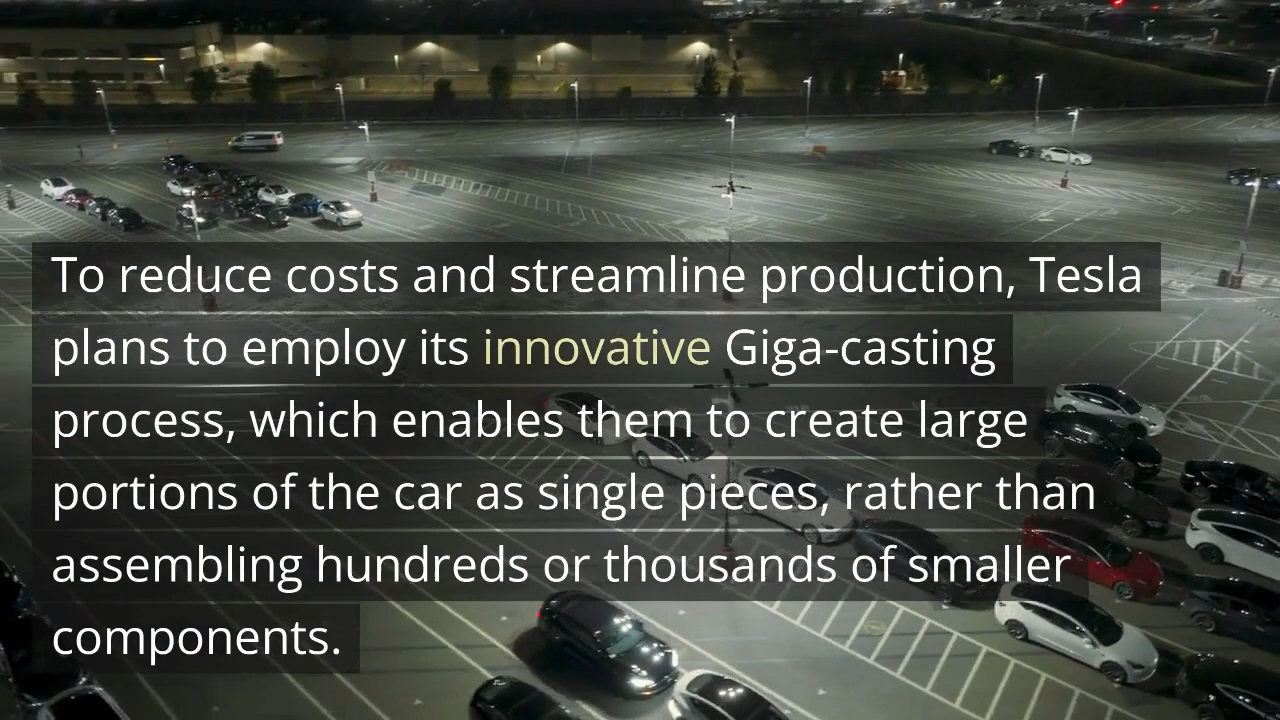 To reduce costs and streamline production, Tesla
plans to employ its innovative Giga-casting
process, which enables them to create large
portions of the car as single pieces, rather than
assembling hundreds or thousands of smaller
components.